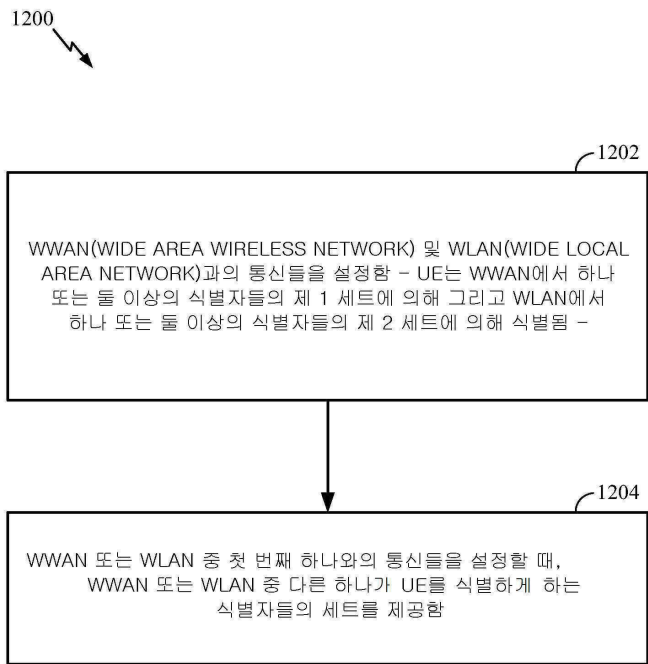 1200
1202
WWAN(WIDE AREA WIRELESS NETWORK) 및 WLAN(WIDE LOCAL
AREA NETWORK)과의 통신들을 설정함 – UE는 WWAN에서 하나
또는 둘 이상의 식별자들의 제 1 세트에 의해 그리고 WLAN에서
하나 또는 둘 이상의 식별자들의 제 2 세트에 의해 식별됨 –
1204
WWAN 또는 WLAN 중 첫 번째 하나와의 통신들을 설정할 때,
WWAN 또는 WLAN 중 다른 하나가 UE를 식별하게 하는
식별자들의 세트를 제공함